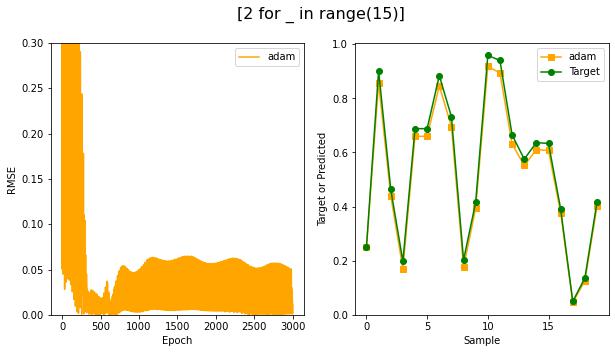 [2 for _ in range(15)]
0.30
0.25
0.20
0.15
0.10
0.05
0.00
RMSE
0 500 1000 1500 2000 2500 3000
Epoch
adam
1.0
0.8
0.6
0.4
0.2
0.0
Target or Predicted
0 5 10 15
Sample
adam
Target